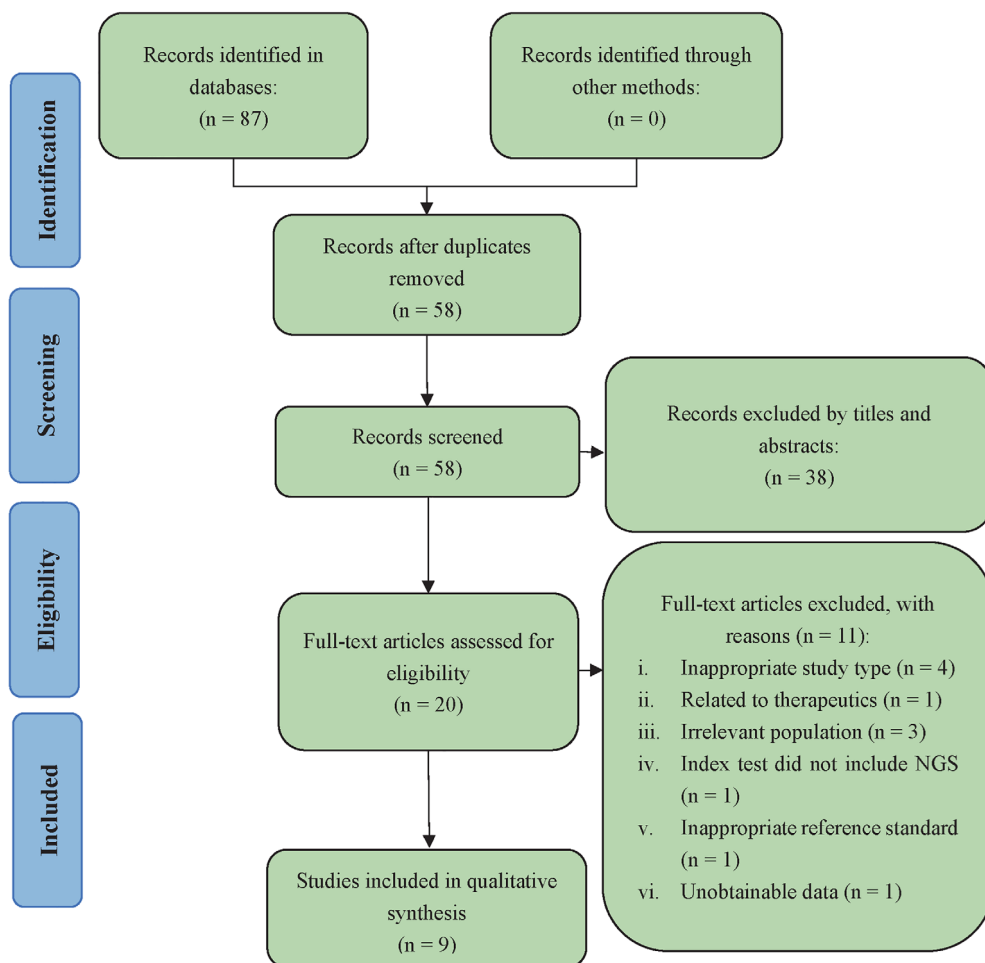 Identification
Records identified in
databases:
(n = 87)
Records identified through
other methods:
(n = 0)
Records after duplicates
removed
(n = 58)
Screening
Records screened
(n = 58)
Records excluded by titles and
abstracts:
(n = 38)
Eligibility
Full-text articles assessed for
eligibility
(n = 20)
Full-text articles excluded, with
reasons (n = 11):
i. Inappropriate study type (n = 4)
ii. Related to therapeutics (n = 1)
iii. Irrelevant population (n = 3)
iv. Index test did not include NGS
(n = 1)
v. Inappropriate reference standard
(n = 1)
vi. Unobtainable data (n = 1)
Included
Studies included in qualitative
synthesis
(n = 9)